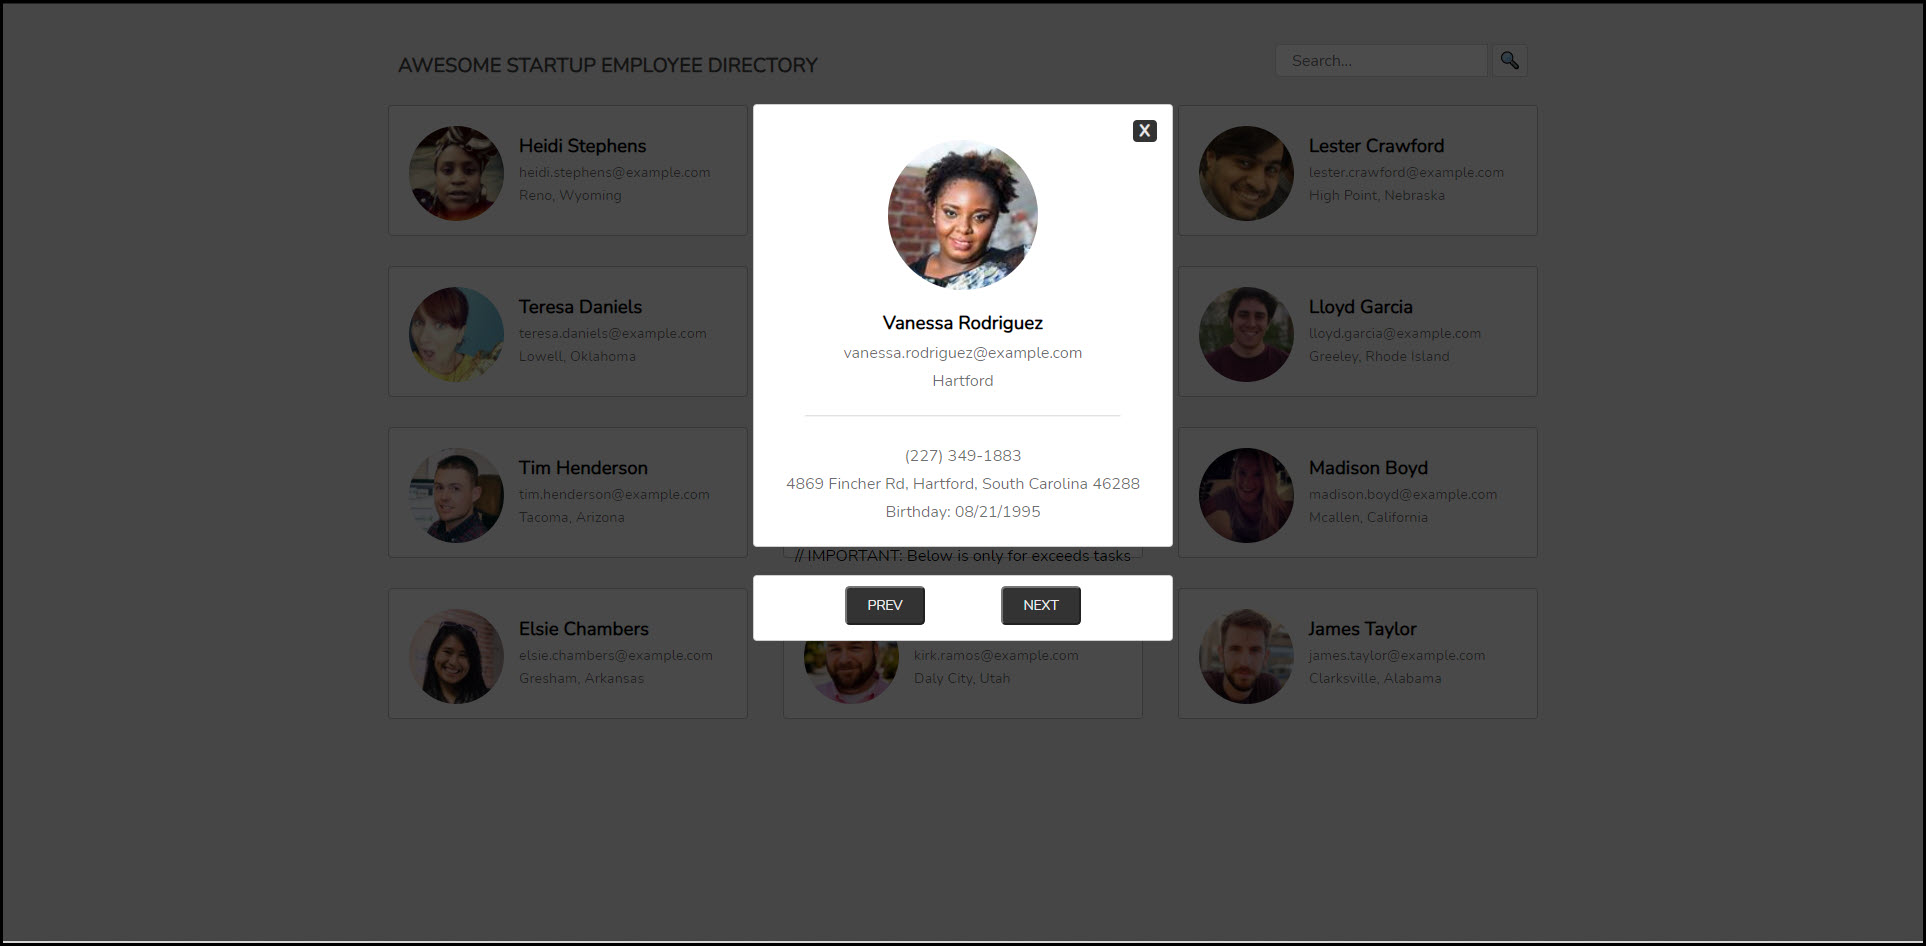 AWESOME STARTUP EMPLOYEE DIRECTORY
Search...
Heidi Stephens
heidi.stephens@example.com
Reno, Wyoming
X
Vanessa Rodriguez
vanessa.rodriguez@example.com
Hartford
(227) 349-1883
4869 Fincher Rd, Hartford, South Carolina 46288
Birthday: 08/21/1995
// IMPORTANT: Below is only for exceeds tasks
PREV
NEXT
Lester Crawford
lester.crawford@example.com
High Point, Nebraska
Teresa Daniels
teresa.daniels@example.com
Lowell, Oklahoma
Lloyd Garcia
lloyd.garcia@example.com
Greeley, Rhode Island
Tim Henderson
tim.henderson@example.com
Tacoma, Arizona
Madison Boyd
madison.boyd@example.com
Mcallen, California
Elsie Chambers
elsie.chambers@example.com
Gresham, Arkansas
kirk.ramos@example.com
Daly City, Utah
James Taylor
james.taylor@example.com
Clarksville, Alabama